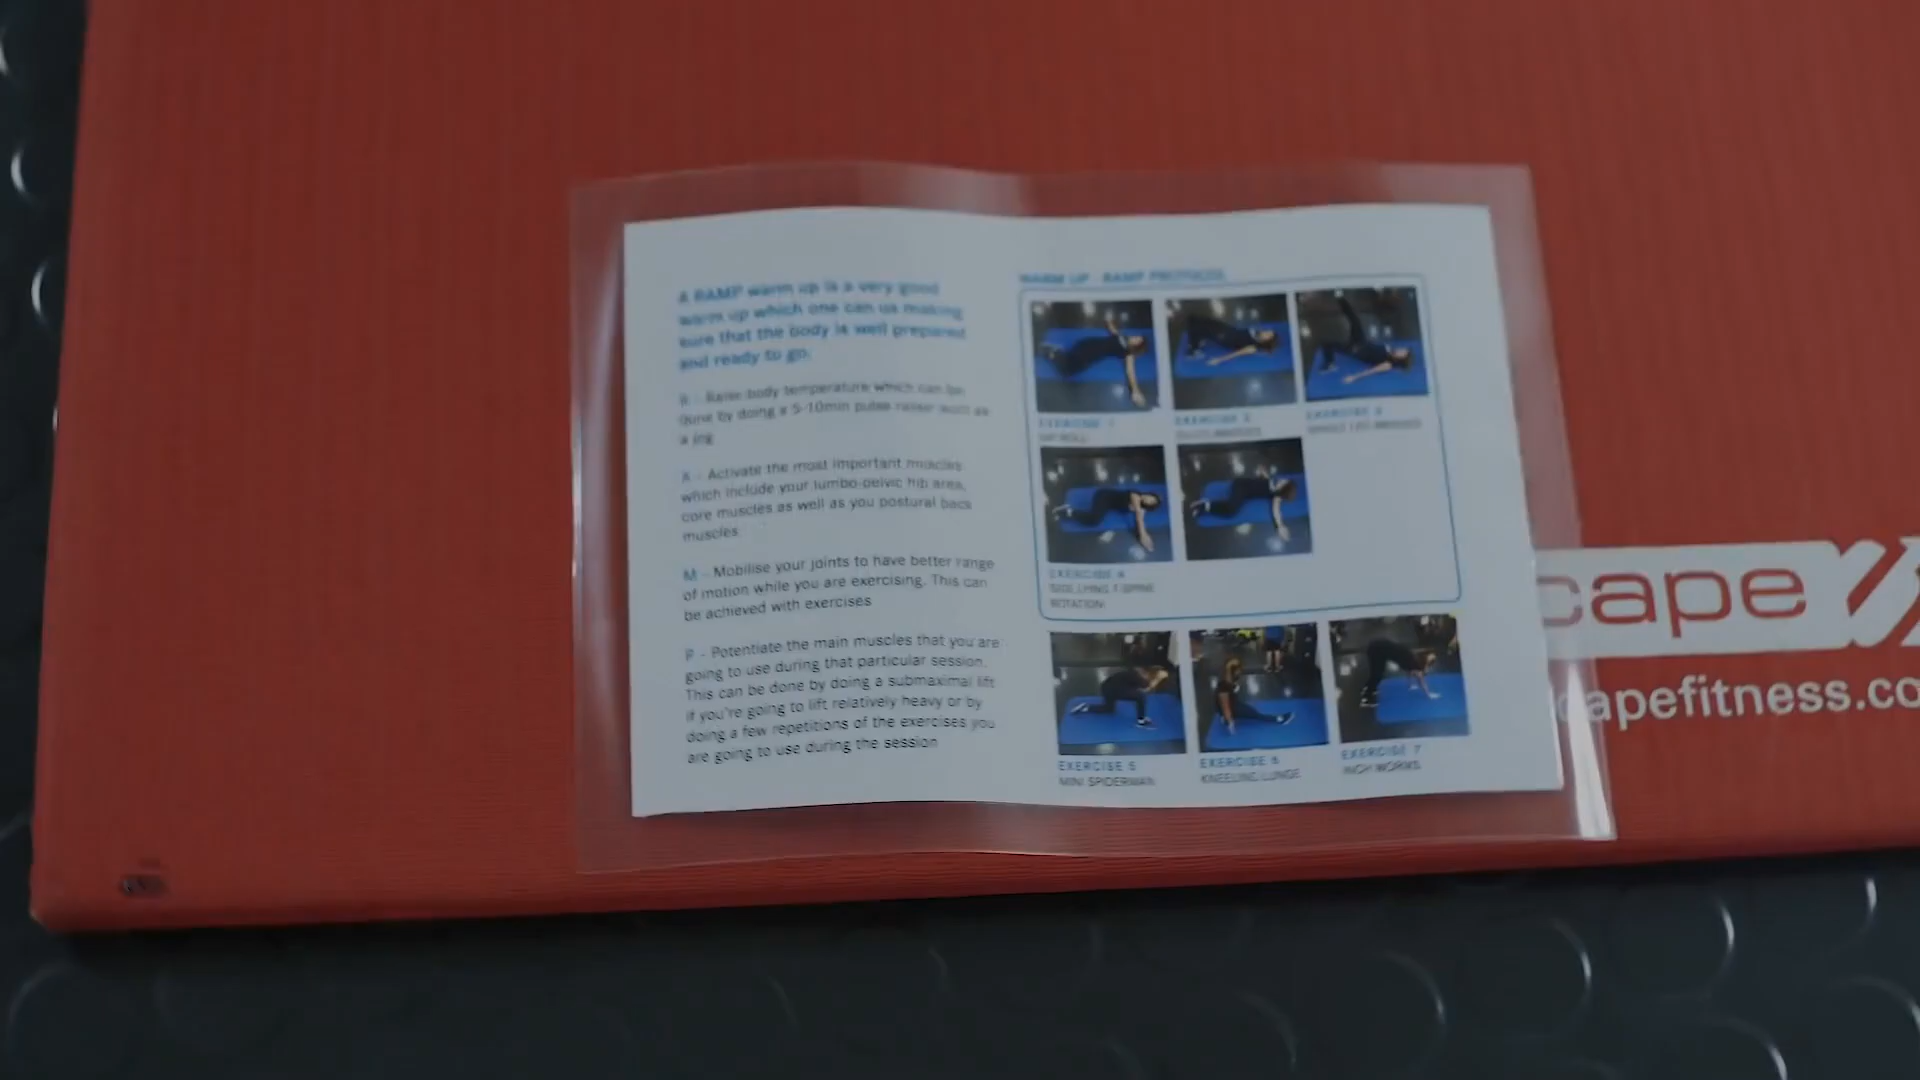 A RAMP warm up is a very good
warm up which one can us making
sure that the body is well prepared
and ready to go.
R - Raise body temperature which can be
done by doing a 5-10min pulse raiser such as
a jog
A - Activate the most important muscles
which include your lumbo-pelvic hib area,
core muscles as well as you postural back
muscles
M - Mobilise your joints to have better range
of motion while you are exercising. This can
be achieved with exercises
P - Potentiate the main muscles that you are
going to use during that particular session.
This can be done by doing a submaximal lift
if you're going to lift relatively heavy or by
doing a few repetitions of the exercises you
are going to use during the session
WARM UP - RAMP PROTOCOL
EXERCISE 1
EXERCISE 2
EXERCISE 3
EXERCISE 4
SIDE LYING T-SPINE
ROTATION
EXERCISE 5
MINI SPIDERMAN
EXERCISE 6
KNEELING LUNGE
EXERCISE 7
INCH WORMS
cape
capefitness.co